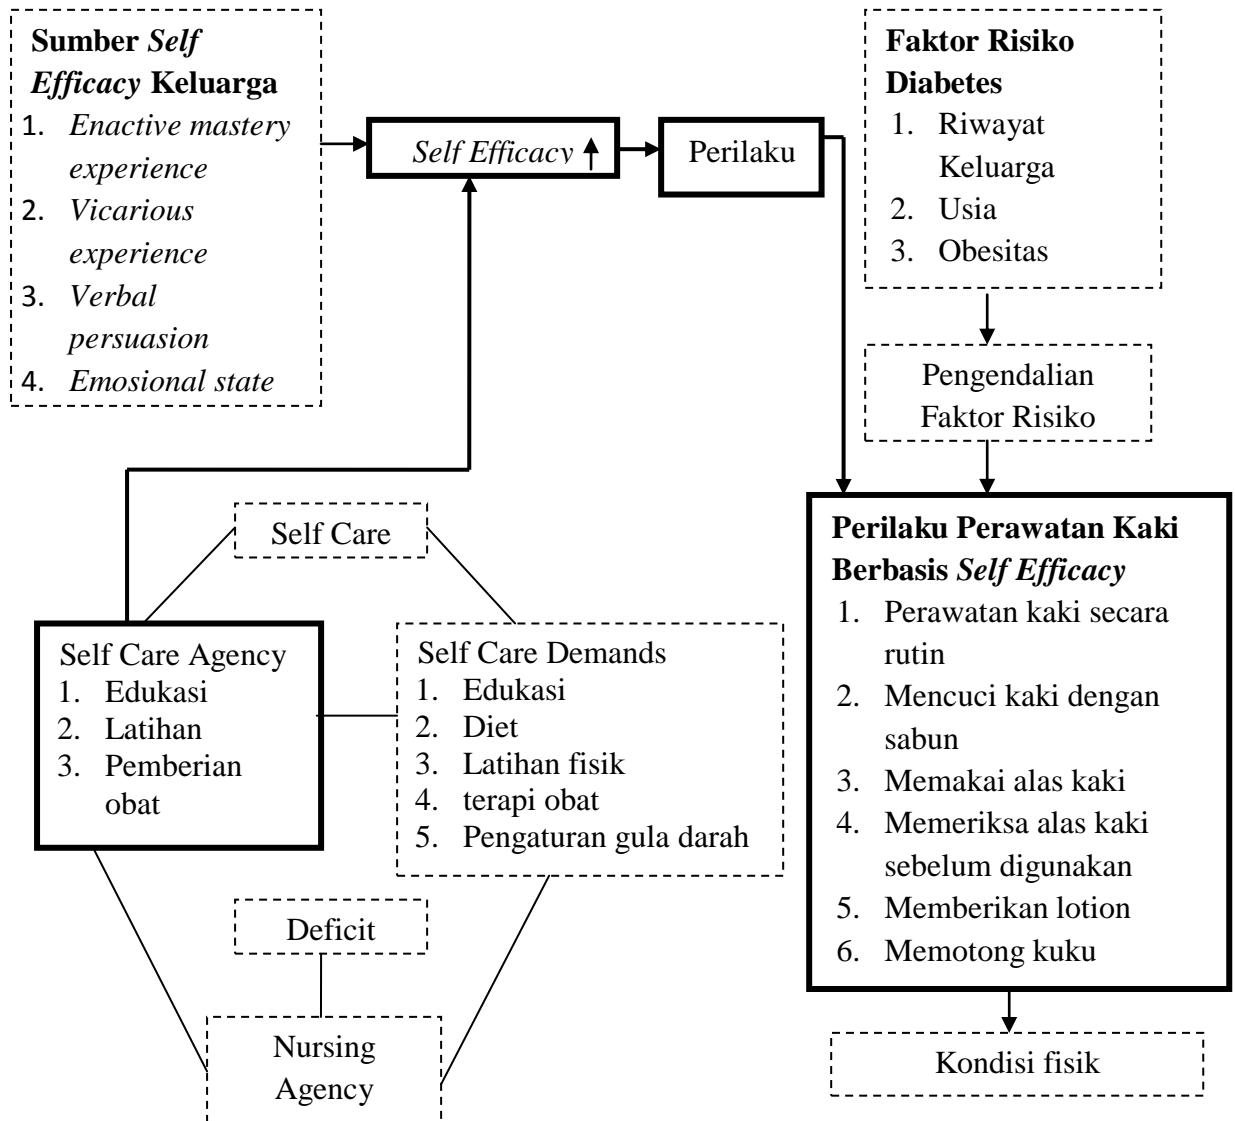 Sumber Self
Efficacy Keluarga
1. Enactive mastery
experience
2. Vicarious
experience
3. Verbal
persuasion
4. Emosional state
Self Efficacy
Perilaku
Faktor Risiko
Diabetes
1. Riwayat
Keluarga
2. Usia
3. Obesitas
Pengendalian
Faktor Risiko
Self Care
Self Care Agency
1. Edukasi
2. Latihan
3. Pemberian
obat
Self Care Demands
1. Edukasi
2. Diet
3. Latihan fisik
4. terapi obat
5. Pengaturan gula darah
Deficit
Nursing
Agency
Perilaku Perawatan Kaki
Berbasis Self Efficacy
1. Perawatan kaki secara
rutin
2. Mencuci kaki dengan
sabun
3. Memakai alas kaki
4. Memeriksa alas kaki
sebelum digunakan
5. Memberikan lotion
6. Memotong kuku
Kondisi fisik